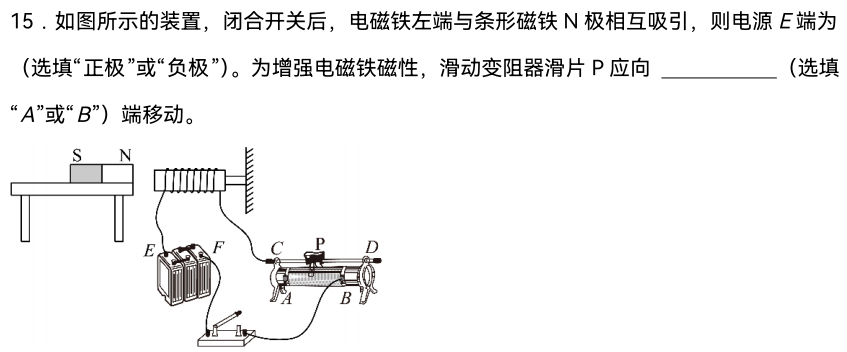 15．如图所示的装置，闭合开关后，电磁铁左端与条形磁铁 N 极相互吸引，则电源 E 端为
（选填“正极”或“负极”）。为增强电磁铁磁性，滑动变阻器滑片 P 应向 ________ （选填
“A”或“B”）端移动。
S N
E F C P D
A B